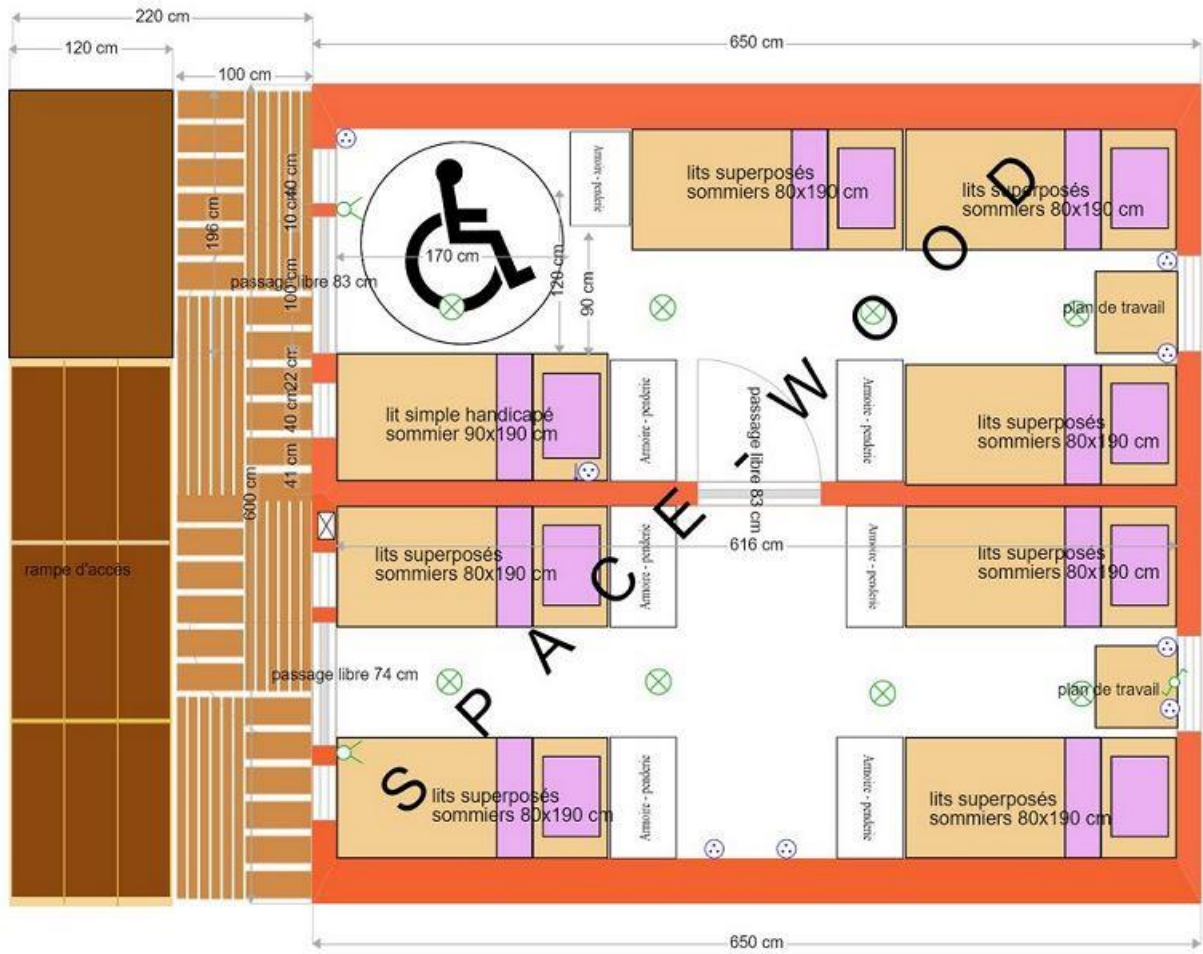 220 cm
650 cm
120 cm
100 cm
Armoire - penderie
lits superposés
sommiers 80x190 cm
lits superposés
sommiers 80x190 cm
40 cm
10 cm
196 cm
170 cm
120 cm
90 cm
passage libre 83 cm
100 cm
plan de travail
22 cm
40 cm
41 cm
600 cm
lit simple handicapé
sommier 90x190 cm
Armoire - penderie
passage libre 83 cm
Armoire - penderie
lits superposés
sommiers 80x190 cm
616 cm
lits superposés
sommiers 80x190 cm
Armoire - penderie
Armoire - penderie
lits superposés
sommiers 80x190 cm
rampe d'accés
passage libre 74 cm
plan de travail
lits superposés
sommiers 80x190 cm
Armoire - penderie
Armoire - penderie
lits superposés
sommiers 80x190 cm
SPACE-WOOD
650 cm